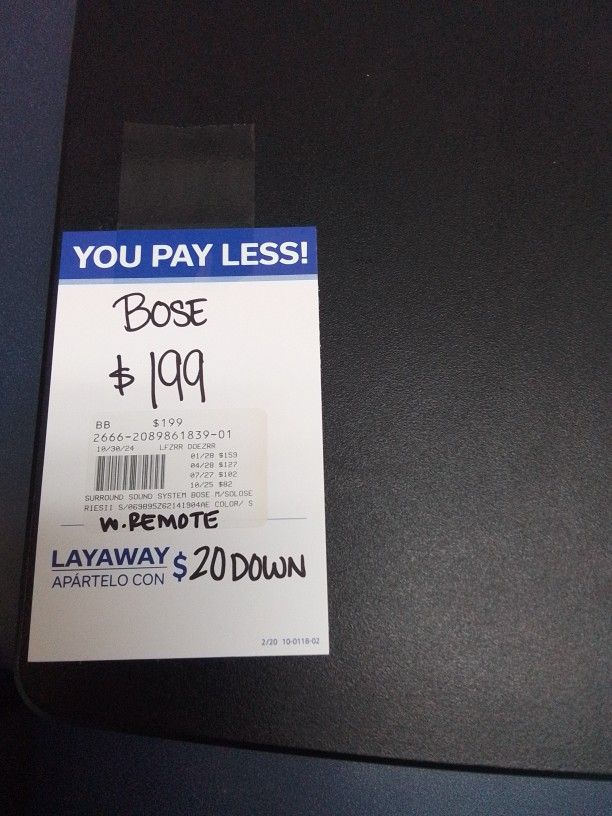 YOU PAY LESS!
BOSE
$199
BB $199
2666-2089861839-01
10/30/24 LFZRR DOEZRR
01/28 $159
04/28 $127
07/27 $102
10/25 $82
SURROUND SOUND SYSTEM BOSE M/SOLOSE
RIESII S/069895Z62141904AE COLOR/ S
W. REMOTE
LAYAWAY $20 DOWN
APÁRTELO CON
2/20 10-0118-02